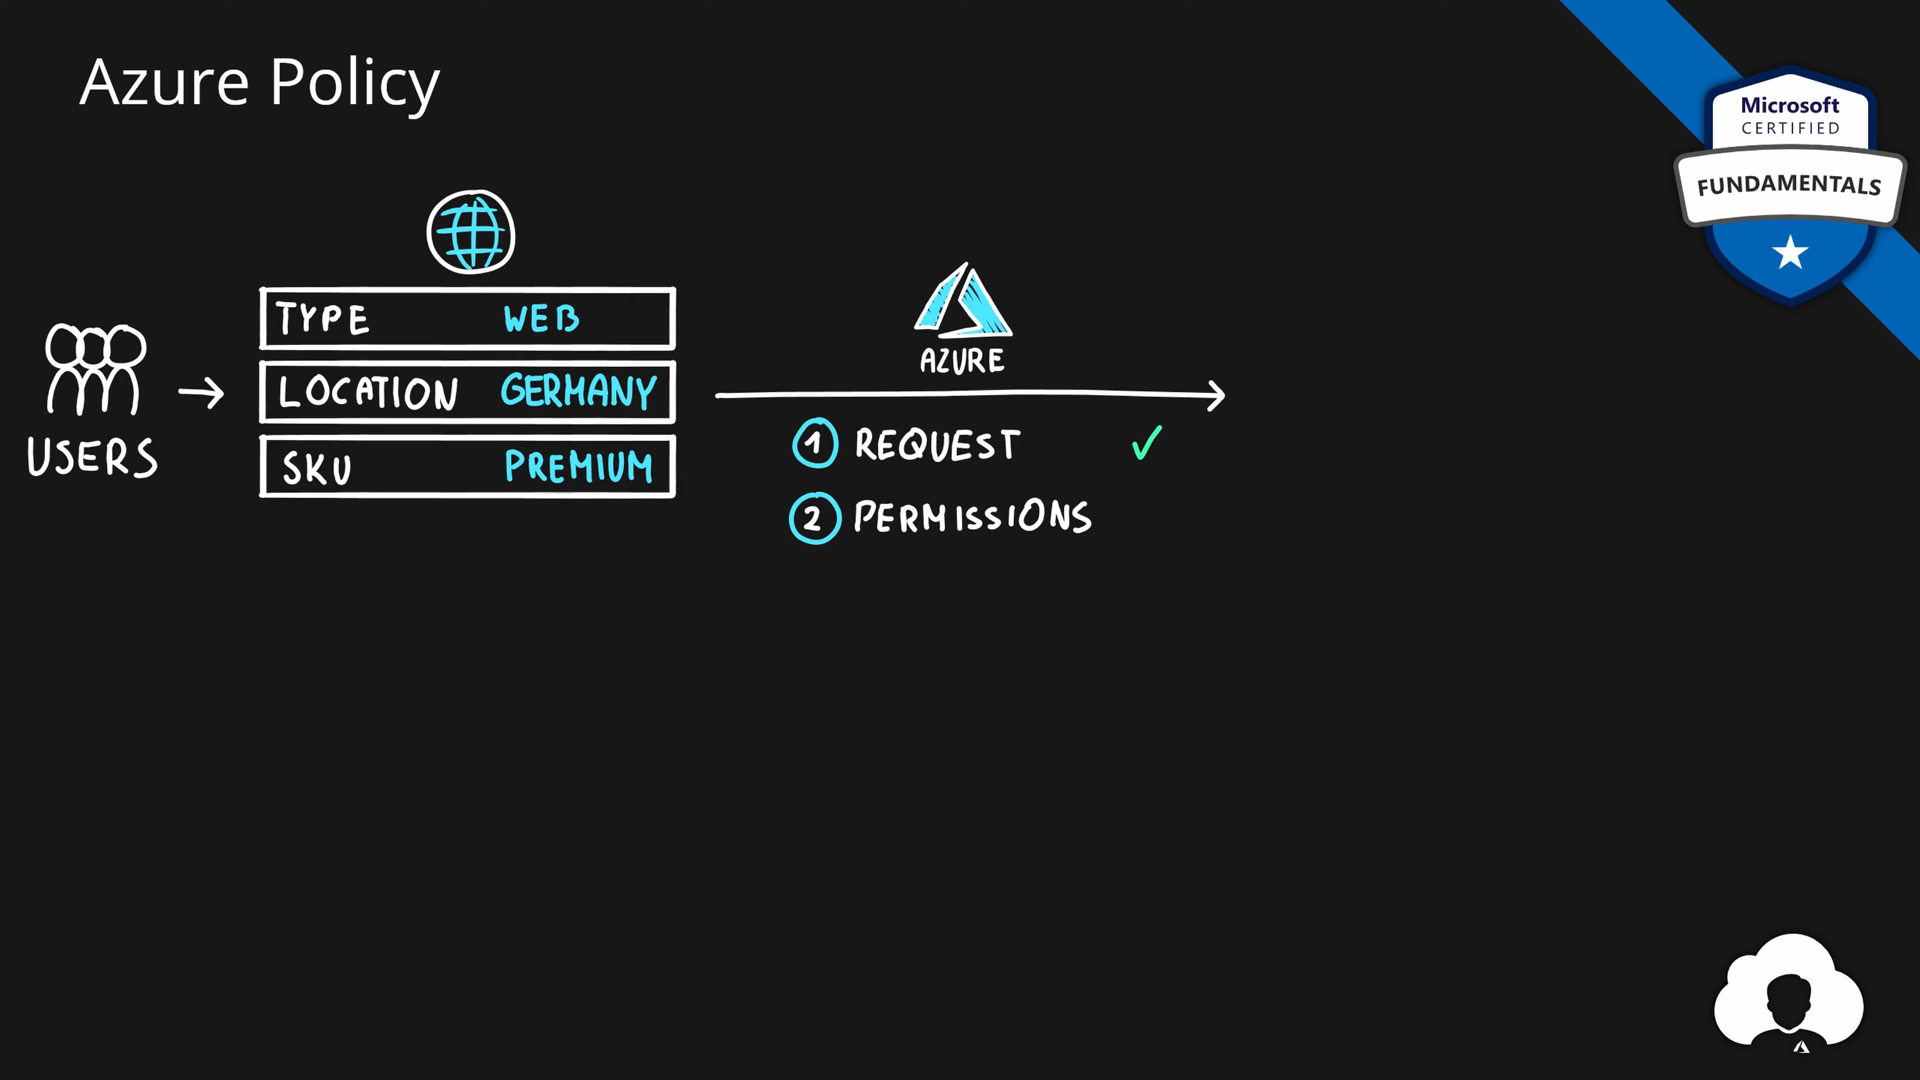 Azure Policy
Microsoft
CERTIFIED
FUNDAMENTALS
USERS
TYPE WEB
LOCATION GERMANY
SKU PREMIUM
AZURE
1 REQUEST ✓
2 PERMISSIONS